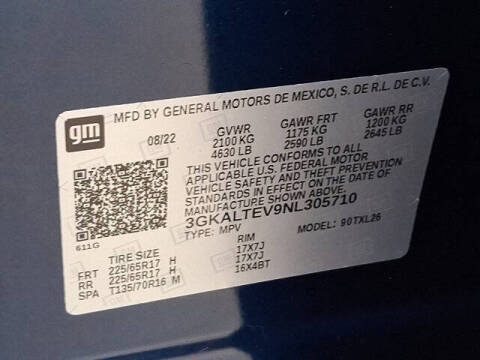 gm
MFD BY GENERAL MOTORS DE MEXICO, S. DE R.L. DE C.V.
08/22 GVWR GAWR FRT GAWR RR
2100 KG 1175 KG 1200 KG
4630 LB 2590 LB 2645 LB
THIS VEHICLE CONFORMS TO ALL
APPLICABLE U.S. FEDERAL MOTOR
VEHICLE SAFETY AND THEFT PREVENTION
STANDARDS IN EFFECT ON THE DATE OF
MANUFACTURE SHOWN ABOVE.
3GKALTEV9NL305710
611G TYPE: MPV MODEL: 90TXL26
TIRE SIZE RIM
FRT 225/65R17 H 17X7J
RR 225/65R17 H 17X7J
SPA T135/70R16 M 16X4BT